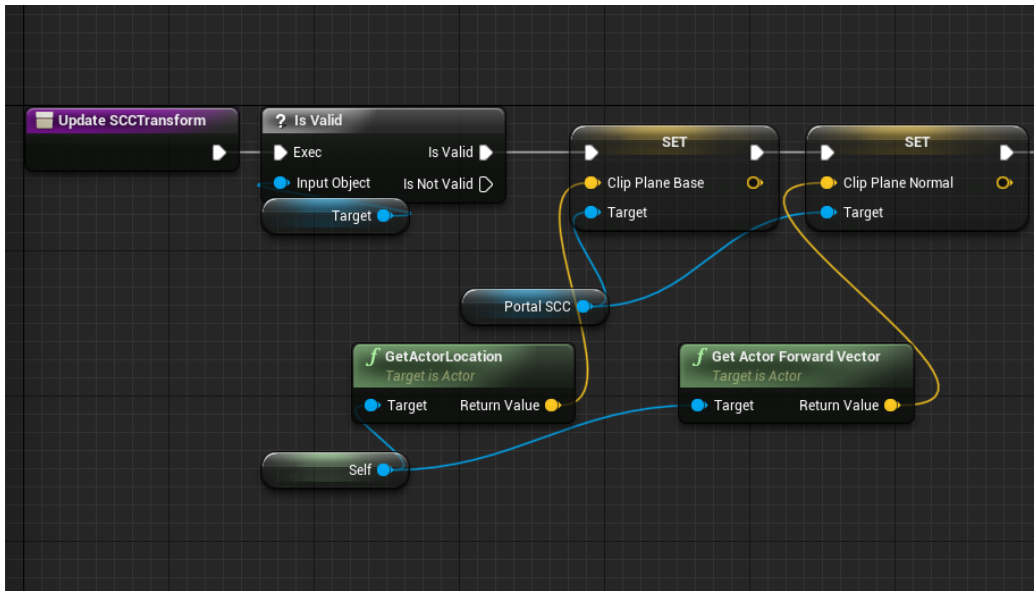 Update SCCTransform
? Is Valid
Exec
Is Valid
Input Object
Is Not Valid
Target
SET
Clip Plane Base
Target
SET
Clip Plane Normal
Target
Portal SCC
f GetActorLocation
Target is Actor
Target
Return Value
f Get Actor Forward Vector
Target is Actor
Target
Return Value
Self